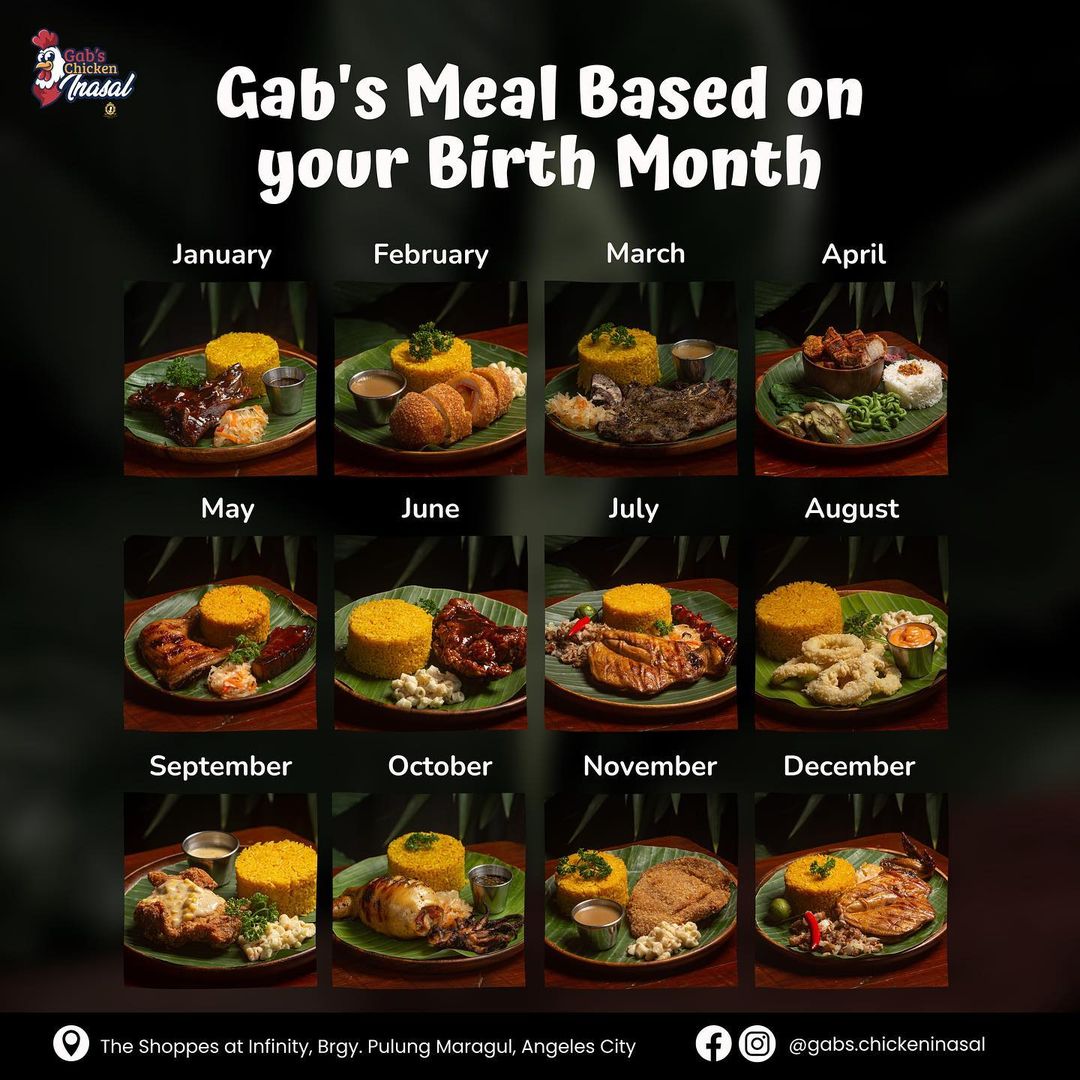 Gab's
Chicken
Inasal
Gab's Meal Based on
your Birth Month
January February March April
May June July August
September October November December
The Shoppes at Infinity, Brgy. Pulung Maragul, Angeles City
@gabs.chickeninasal